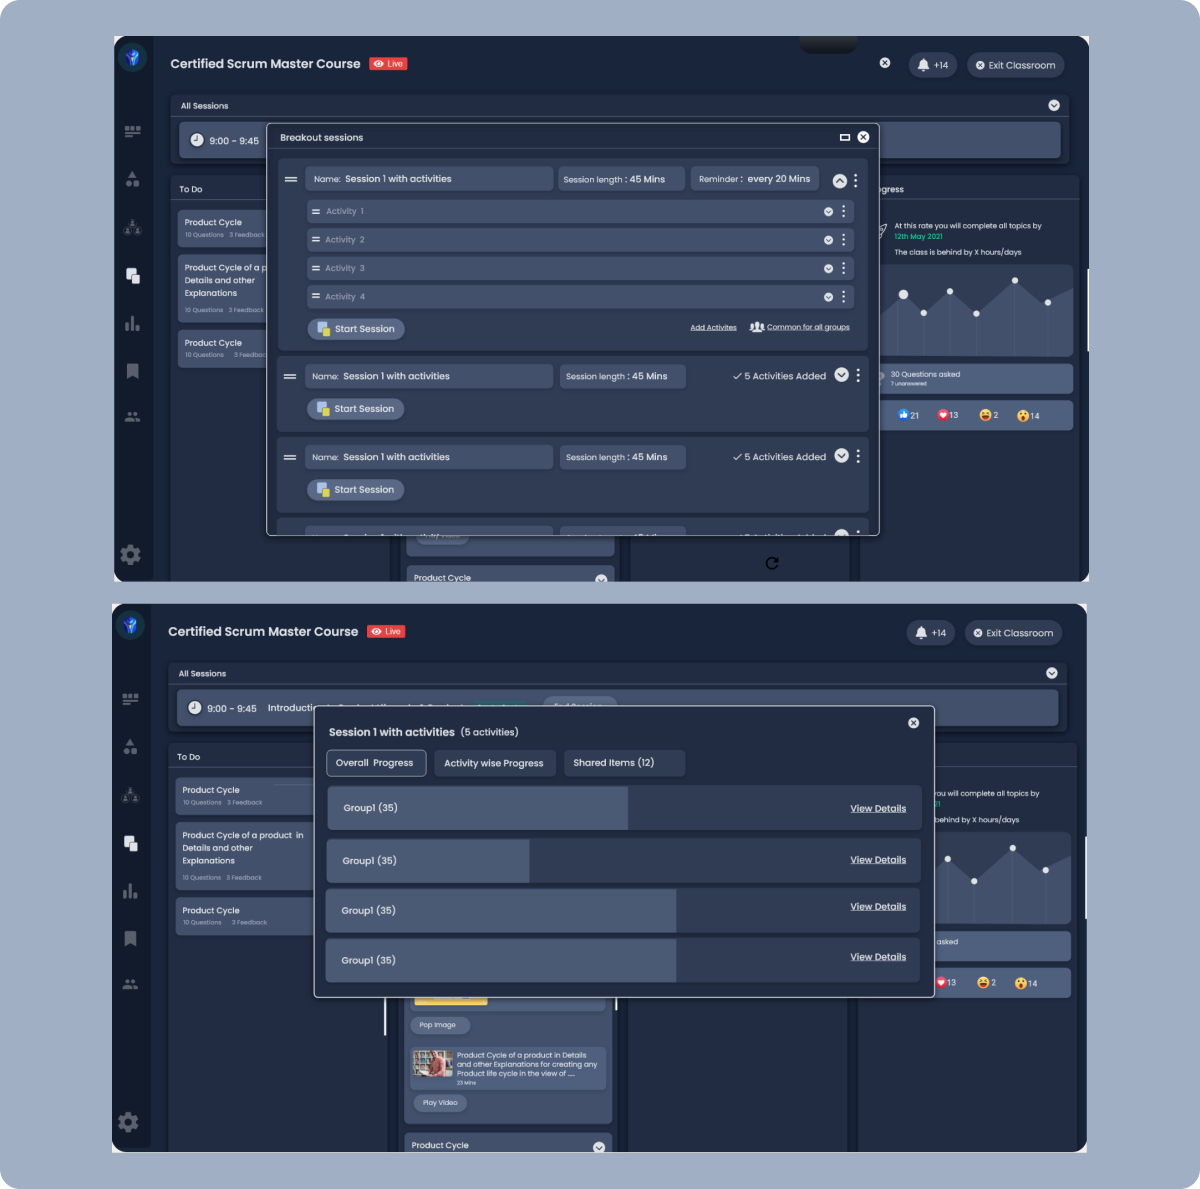 Certified Scrum Master Course
Live
+14
Exit Classroom
All Sessions
9:00 - 9:45
Breakout sessions
To Do
Name: Session 1 with activities
Session length : 45 Mins
Reminder : every 20 Mins
gress
Product Cycle
10 Questions 3 Feedback
Activity 1
Activity 2
Activity 3
Activity 4
At this rate you will complete all topics by
12th May 2021
The class is behind by X hours/days
Product Cycle of a p
Details and other
Explanations
10 Questions 3 Feedback
Start Session
Add Activites
Common for all groups
Product Cycle
10 Questions 3 Feedbac
Name: Session 1 with activities
Session length : 45 Mins
5 Activities Added
30 Questions asked
7 unanswered
Start Session
21
13
2
14
Name: Session 1 with activities
Session length : 45 Mins
5 Activities Added
Start Session
Product Cycle
Certified Scrum Master Course
Live
+14
Exit Classroom
All Sessions
9:00 - 9:45
Session 1 with activities (5 activities)
To Do
Overall Progress
Activity wise Progress
Shared Items (12)
Product Cycle
10 Questions 3 Feedback
Group1 (35)
View Details
you will complete all topics by
21
behind by X hours/days
Product Cycle of a product in
Details and other
Explanations
10 Questions 3 Feedback
Group1 (35)
View Details
Product Cycle
10 Questions 3 Feedback
Group1 (35)
View Details
asked
Group1 (35)
View Details
13
2
14
Pop Image
Product Cycle of a product in Details
and other Explanations for creating any
Product life cycle in the view of ....
23 Mins
Play Video
Product Cycle